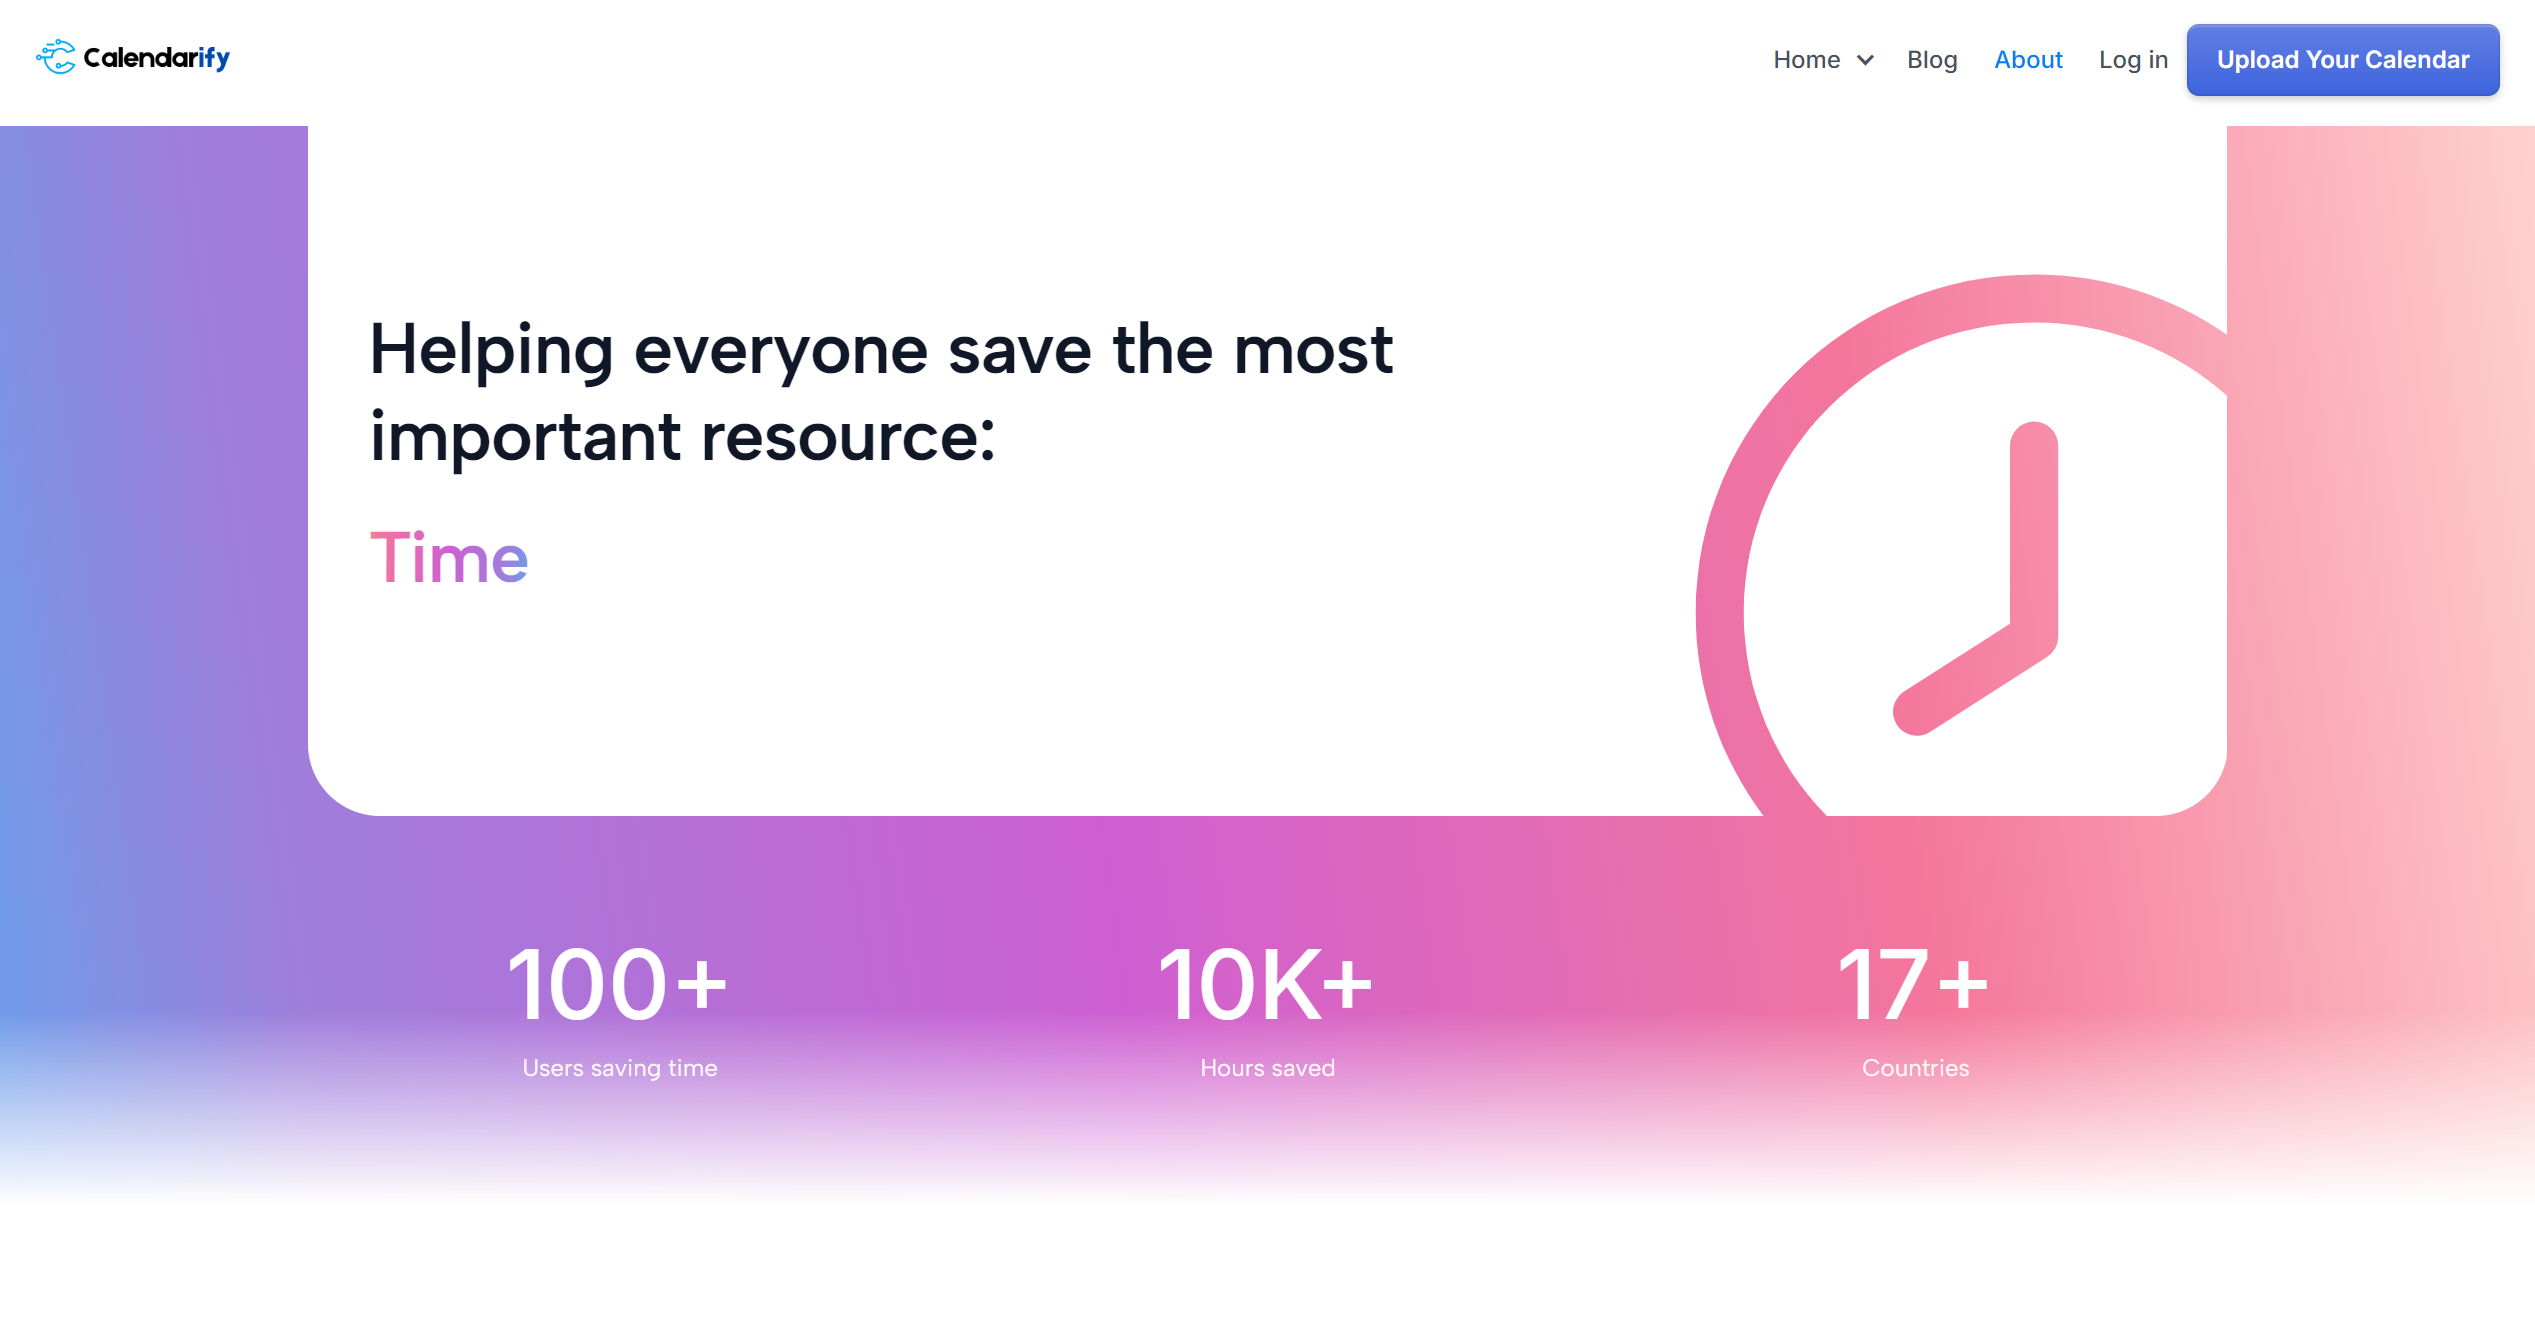 Calendarify
Home
Blog
About
Log in
Upload Your Calendar
Helping everyone save the most
important resource:
Time
100+
10K+
17+
Users saving time
Hours saved
Countries